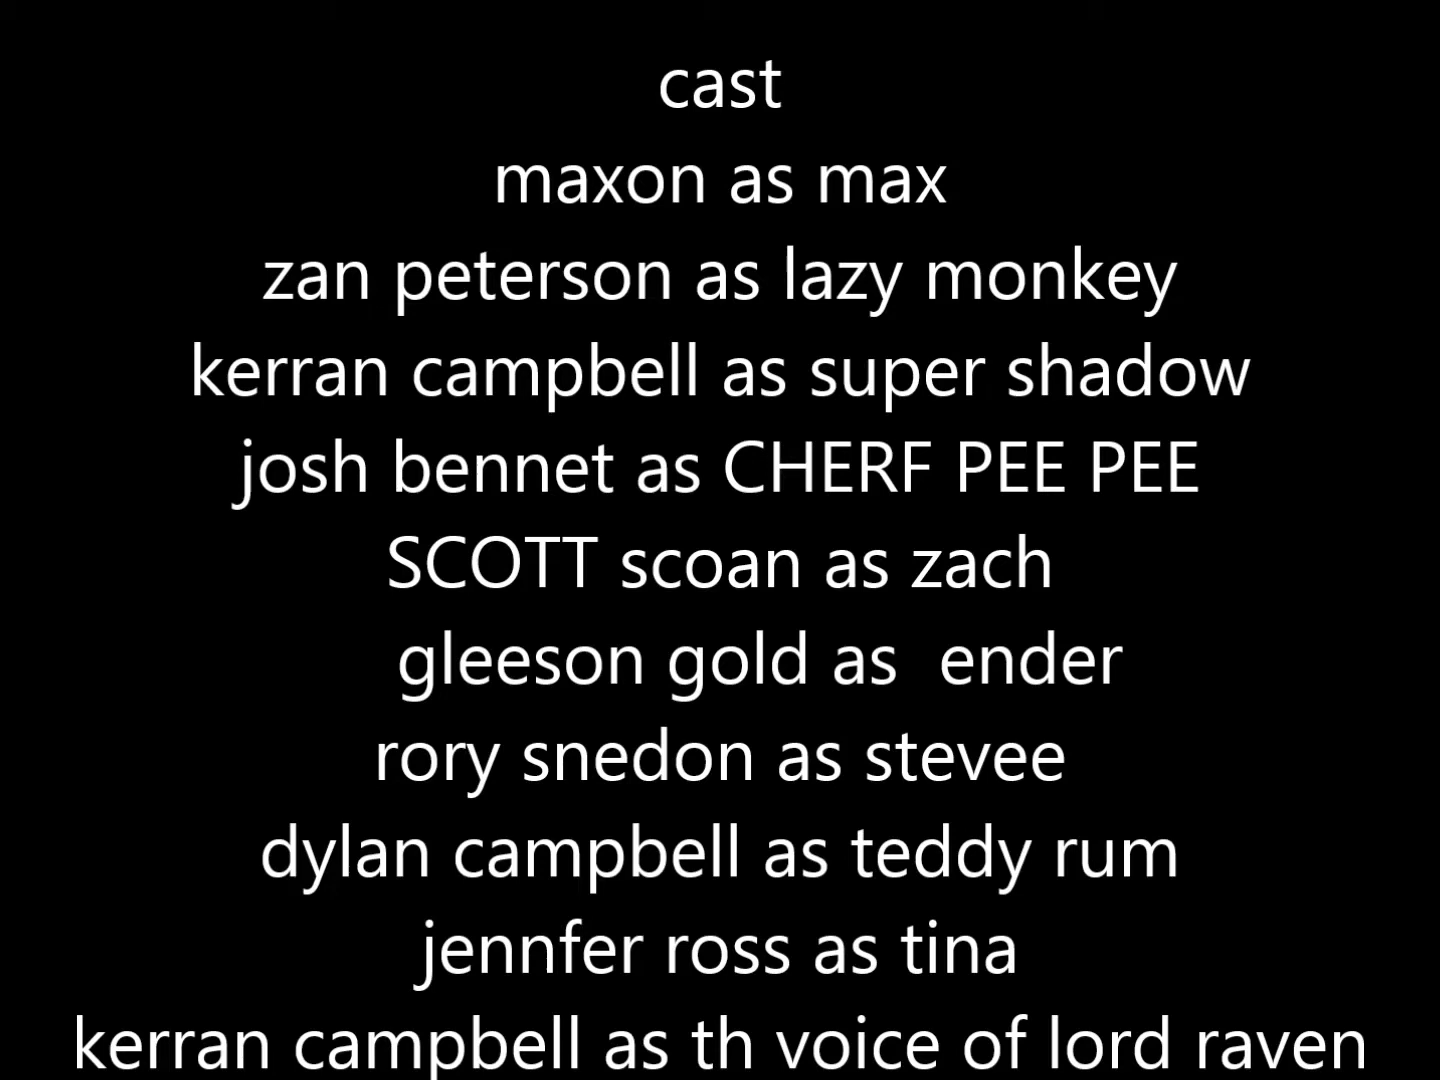 cast
maxon as max
zan peterson as lazy monkey
kerran campbell as super shadow
josh bennet as CHERF PEE PEE
SCOTT scoan as zach
gleeson gold as  ender
rory snedon as stevee
dylan campbell as teddy rum
jennfer ross as tina
kerran campbell as th voice of lord raven